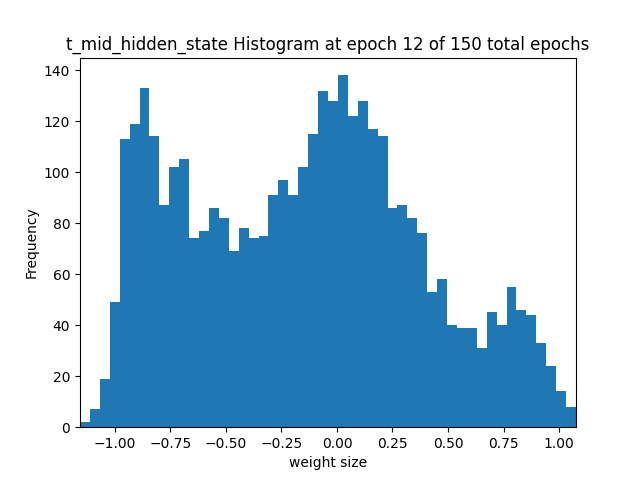 t_mid_hidden_state Histogram at epoch 12 of 150 total epochs
140
120
100
80
60
40
20
0
Frequency
−1.00 −0.75 −0.50 −0.25 0.00 0.25 0.50 0.75 1.00
weight size